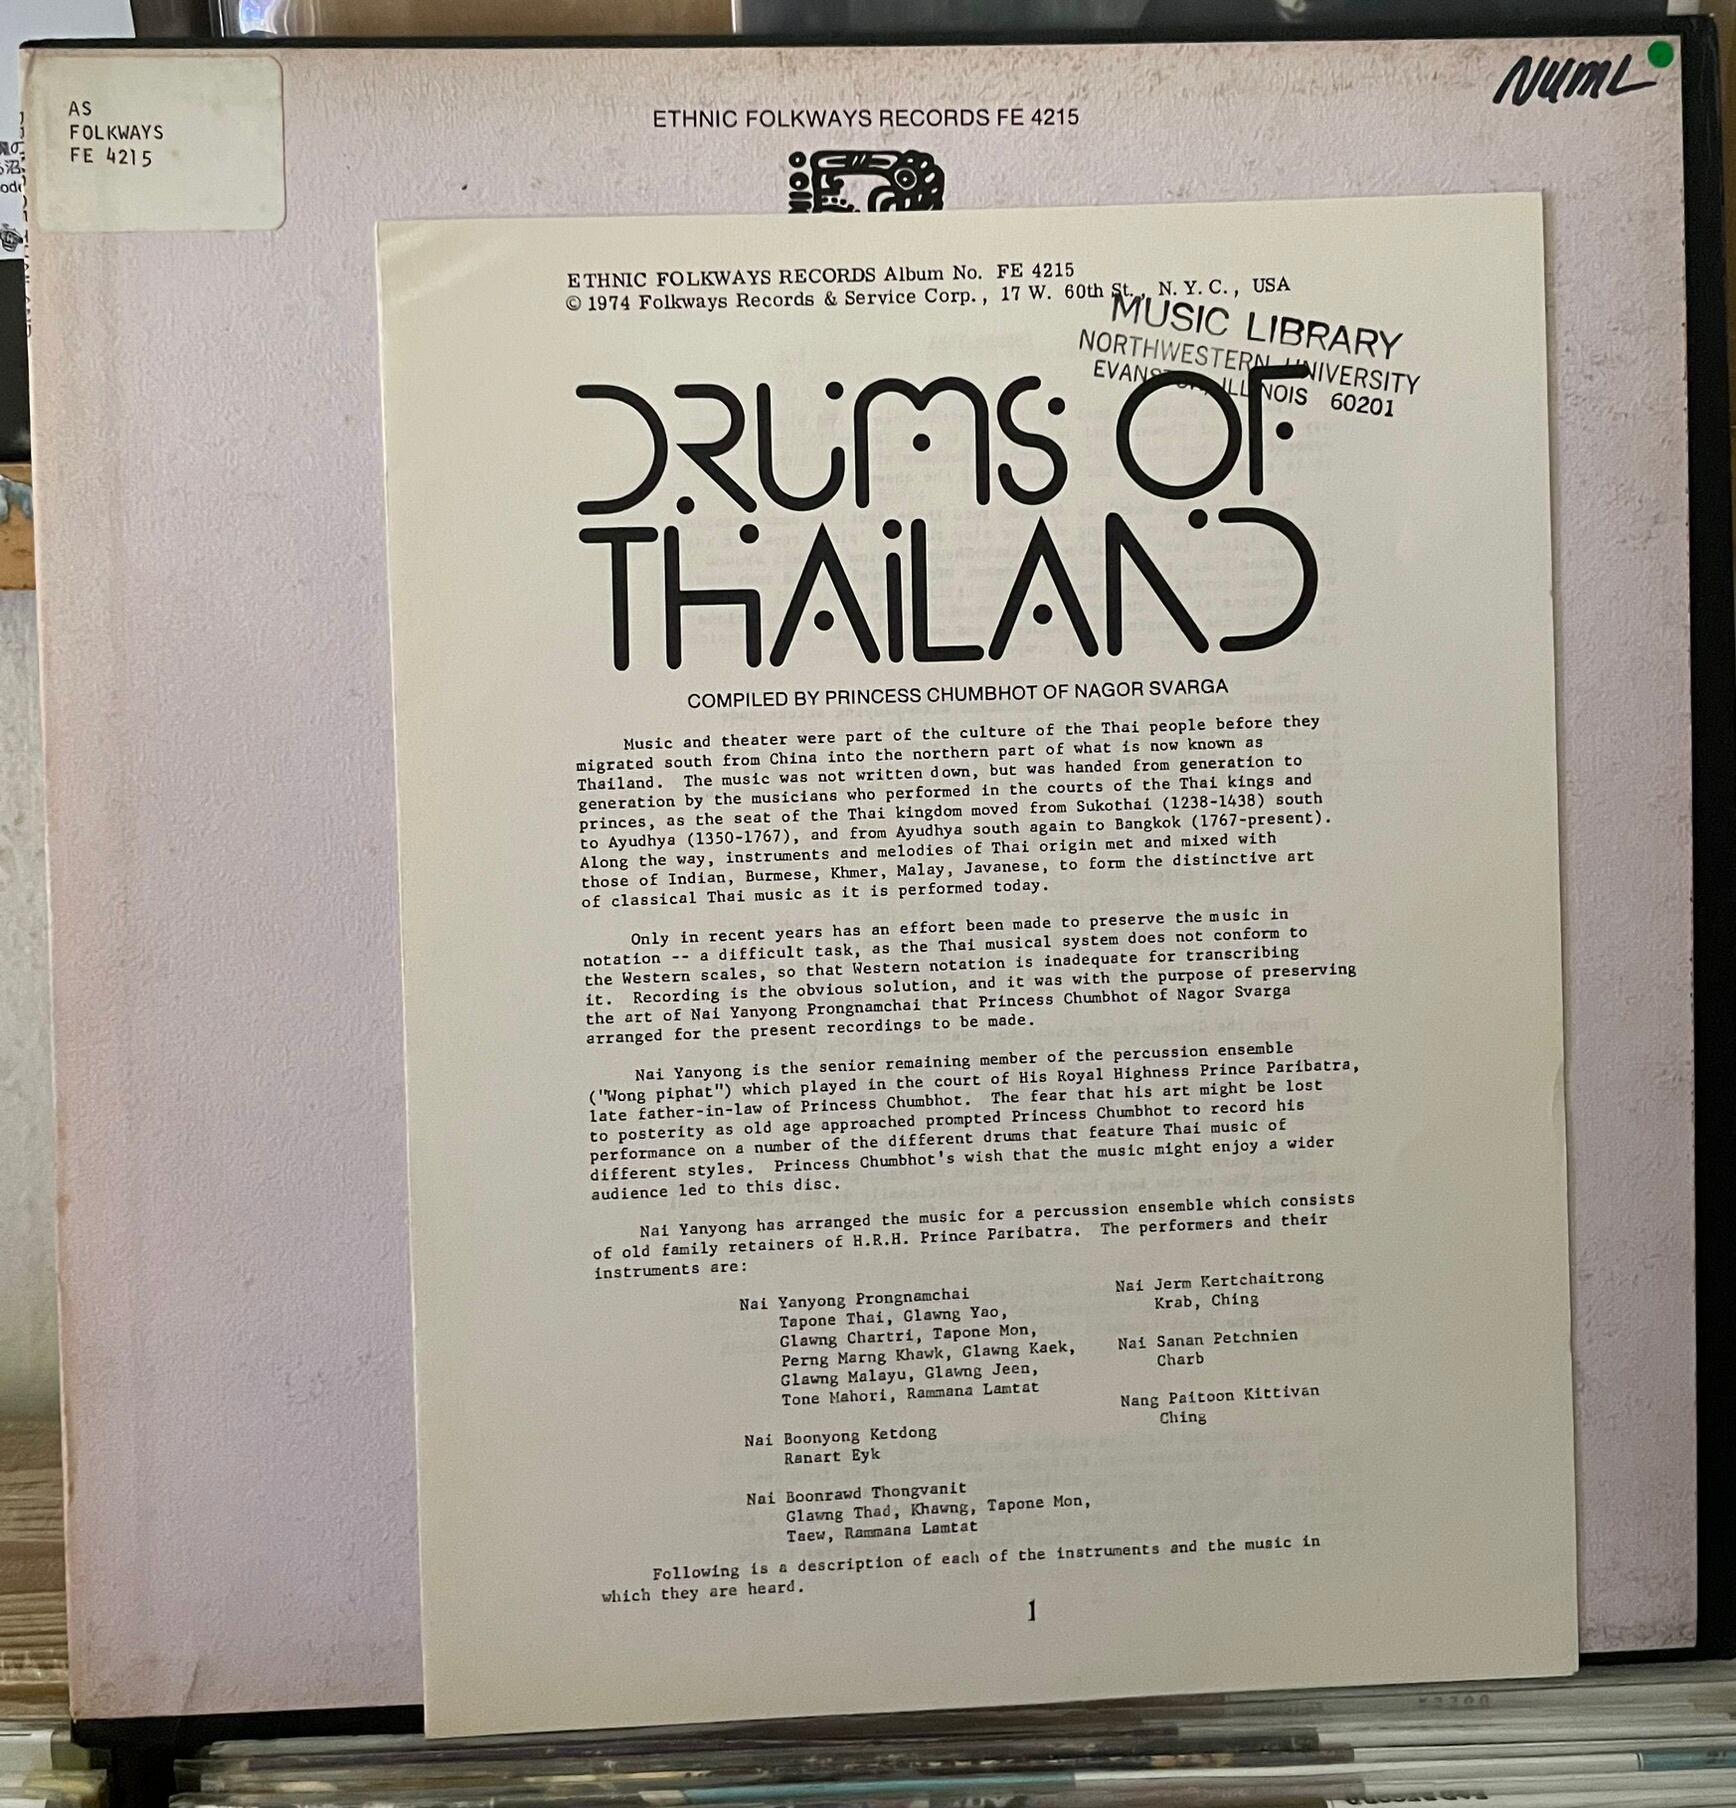 AS
FOLKWAYS
FE 4215
NUML
ETHNIC FOLKWAYS RECORDS FE 4215
ETHNIC FOLKWAYS RECORDS Album No. FE 4215
© 1974 Folkways Records & Service Corp., 17 W. 60th St., N. Y. C., USA
MUSIC LIBRARY
NORTHWESTERN UNIVERSITY
EVANSTON, ILLINOIS 60201
DRUMS OF
THAILAND
COMPILED BY PRINCESS CHUMBHOT OF NAGOR SVARGA
Music and theater were part of the culture of the Thai people before they
migrated south from China into the northern part of what is now known as
Thailand. The music was not written down, but was handed from generation to
generation by the musicians who performed in the courts of the Thai kings and
princes, as the seat of the Thai kingdom moved from Sukothai (1238-1438) south
to Ayudhya (1350-1767), and from Ayudhya south again to Bangkok (1767-present).
Along the way, instruments and melodies of Thai origin met and mixed with
those of Indian, Burmese, Khmer, Malay, Javanese, to form the distinctive art
of classical Thai music as it is performed today.
Only in recent years has an effort been made to preserve the music in
notation -- a difficult task, as the Thai musical system does not conform to
the Western scales, so that Western notation is inadequate for transcribing
it. Recording is the obvious solution, and it was with the purpose of preserving
the art of Nai Yanyong Prongnamchai that Princess Chumbhot of Nagor Svarga
arranged for the present recordings to be made.
Nai Yanyong is the senior remaining member of the percussion ensemble
("Wong piphat") which played in the court of His Royal Highness Prince Paribatra,
late father-in-law of Princess Chumbhot. The fear that his art might be lost
to posterity as old age approached prompted Princess Chumbhot to record his
performance on a number of the different drums that feature Thai music of
different styles. Princess Chumbhot's wish that the music might enjoy a wider
audience led to this disc.
Nai Yanyong has arranged the music for a percussion ensemble which consists
of old family retainers of H.R.H. Prince Paribatra. The performers and their
instruments are:
Nai Yanyong Prongnamchai
Tapone Thai, Glawng Yao,
Glawng Chartri, Tapone Mon,
Perng Marng Khawk, Glawng Kaek,
Glawng Malayu, Glawng Jeen,
Tone Mahori, Rammana Lamtat
Nai Boonyong Ketdong
Ranart Eyk
Nai Boonrawd Thongvanit
Glawng Thad, Khawng, Tapone Mon,
Taew, Rammana Lamtat
Nai Jerm Kertchaitrong
Krab, Ching
Nai Sanan Petchnien
Charb
Nang Paitoon Kittivan
Ching
Following is a description of each of the instruments and the music in
which they are heard.
1